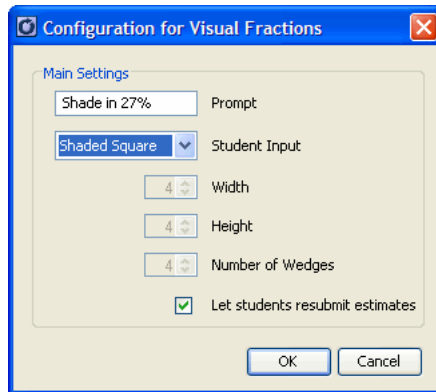 Configuration for Visual Fractions
Main Settings
Shade in 27% Prompt
Shaded Square Student Input
4 Width
4 Height
4 Number of Wedges
Let students resubmit estimates
OK Cancel